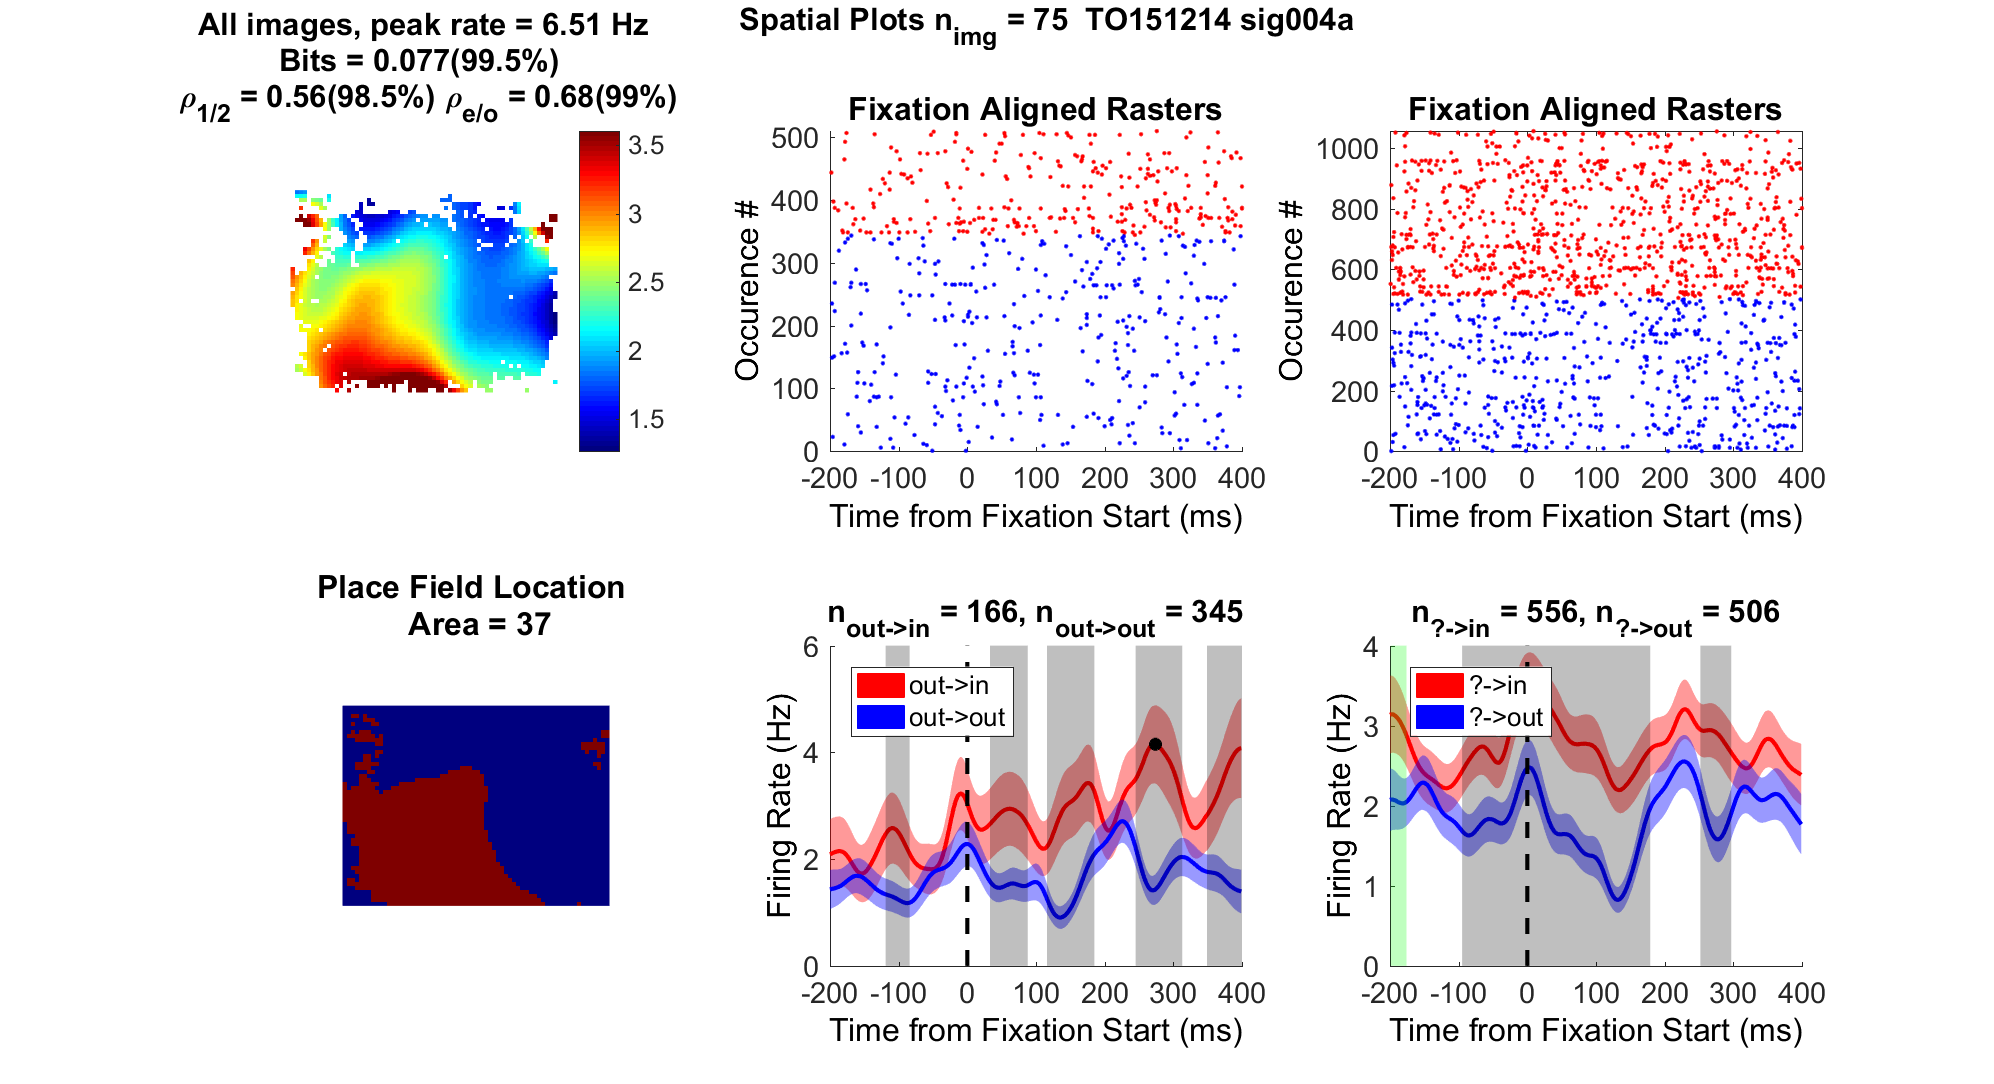 Spatial Plots n_img = 75  TO151214 sig004a
All images, peak rate = 6.51 Hz
Bits = 0.077(99.5%)
ρ_1/2 = 0.56(98.5%) ρ_e/o = 0.68(99%)
3.5
3
2.5
2
1.5
Fixation Aligned Rasters
Occurence #
500
400
300
200
100
0
-200 -100 0 100 200 300 400
Time from Fixation Start (ms)
Fixation Aligned Rasters
Occurence #
1000
800
600
400
200
0
-200 -100 0 100 200 300 400
Time from Fixation Start (ms)
Place Field Location
Area = 37
n_out->in = 166, n_out->out = 345
Firing Rate (Hz)
6
4
2
0
out->in
out->out
-200 -100 0 100 200 300 400
Time from Fixation Start (ms)
n_?->in = 556, n_?->out = 506
Firing Rate (Hz)
4
3
2
1
0
?->in
?->out
-200 -100 0 100 200 300 400
Time from Fixation Start (ms)